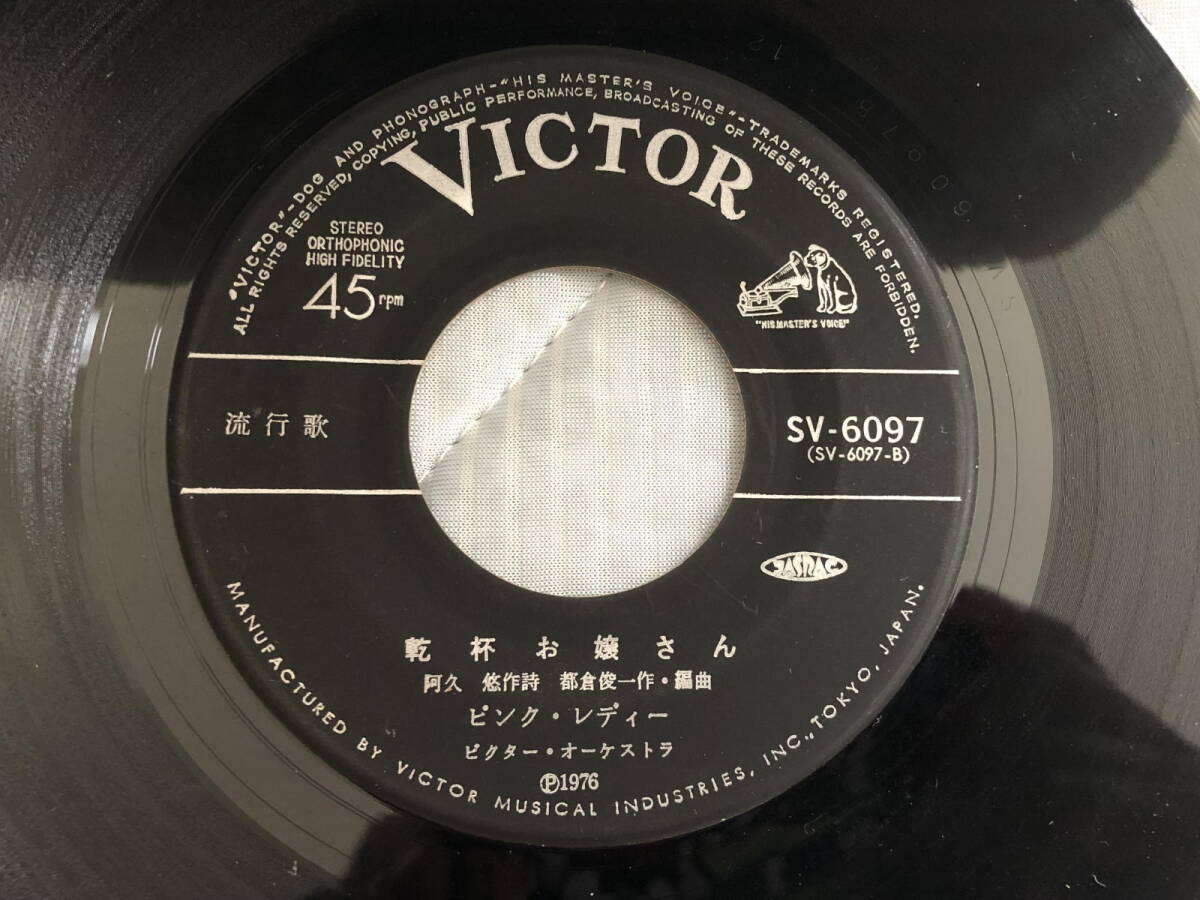 "VICTOR"-DOG AND PHONOGRAPH-"HIS MASTER'S VOICE"-TRADEMARKS REGISTERED.
ALL RIGHTS RESERVED, COPYING, PUBLIC PERFORMANCE, BROADCASTING OF THESE RECORDS ARE FORBIDDEN.
VICTOR
STEREO
ORTHOPHONIC
HIGH FIDELITY
45 rpm
"HIS MASTER'S VOICE"
流行歌
SV-6097
(SV-6097-B)
JASRAC
乾杯お嬢さん
阿久 悠作詩 都倉俊一作・編曲
ピンク・レディー
ビクター・オーケストラ
Ⓟ1976
MANUFACTURED BY VICTOR MUSICAL INDUSTRIES, INC., TOKYO, JAPAN.